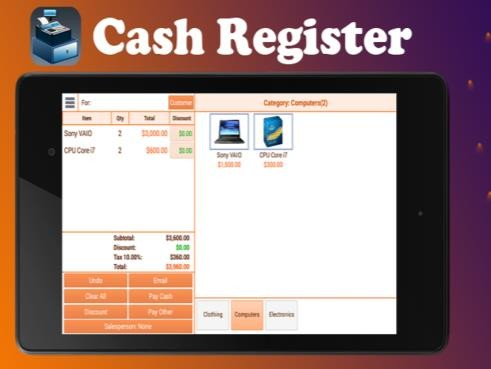 Cash Register
For:
Customer
Category: Computers(2)
Item Qty Total Discount
Sony VAIO 2 $3,000.00 $0.00
CPU Core i7 2 $600.00 $0.00
Sony VAIO
$1,500.00
CPU Core i7
$300.00
Subtotal: $3,600.00
Discount: $0.00
Tax 10.00%: $360.00
Total: $3,960.00
Undo Email
Clear All Pay Cash
Discount Pay Other
Salesperson: None
Clothing Computers Electronics